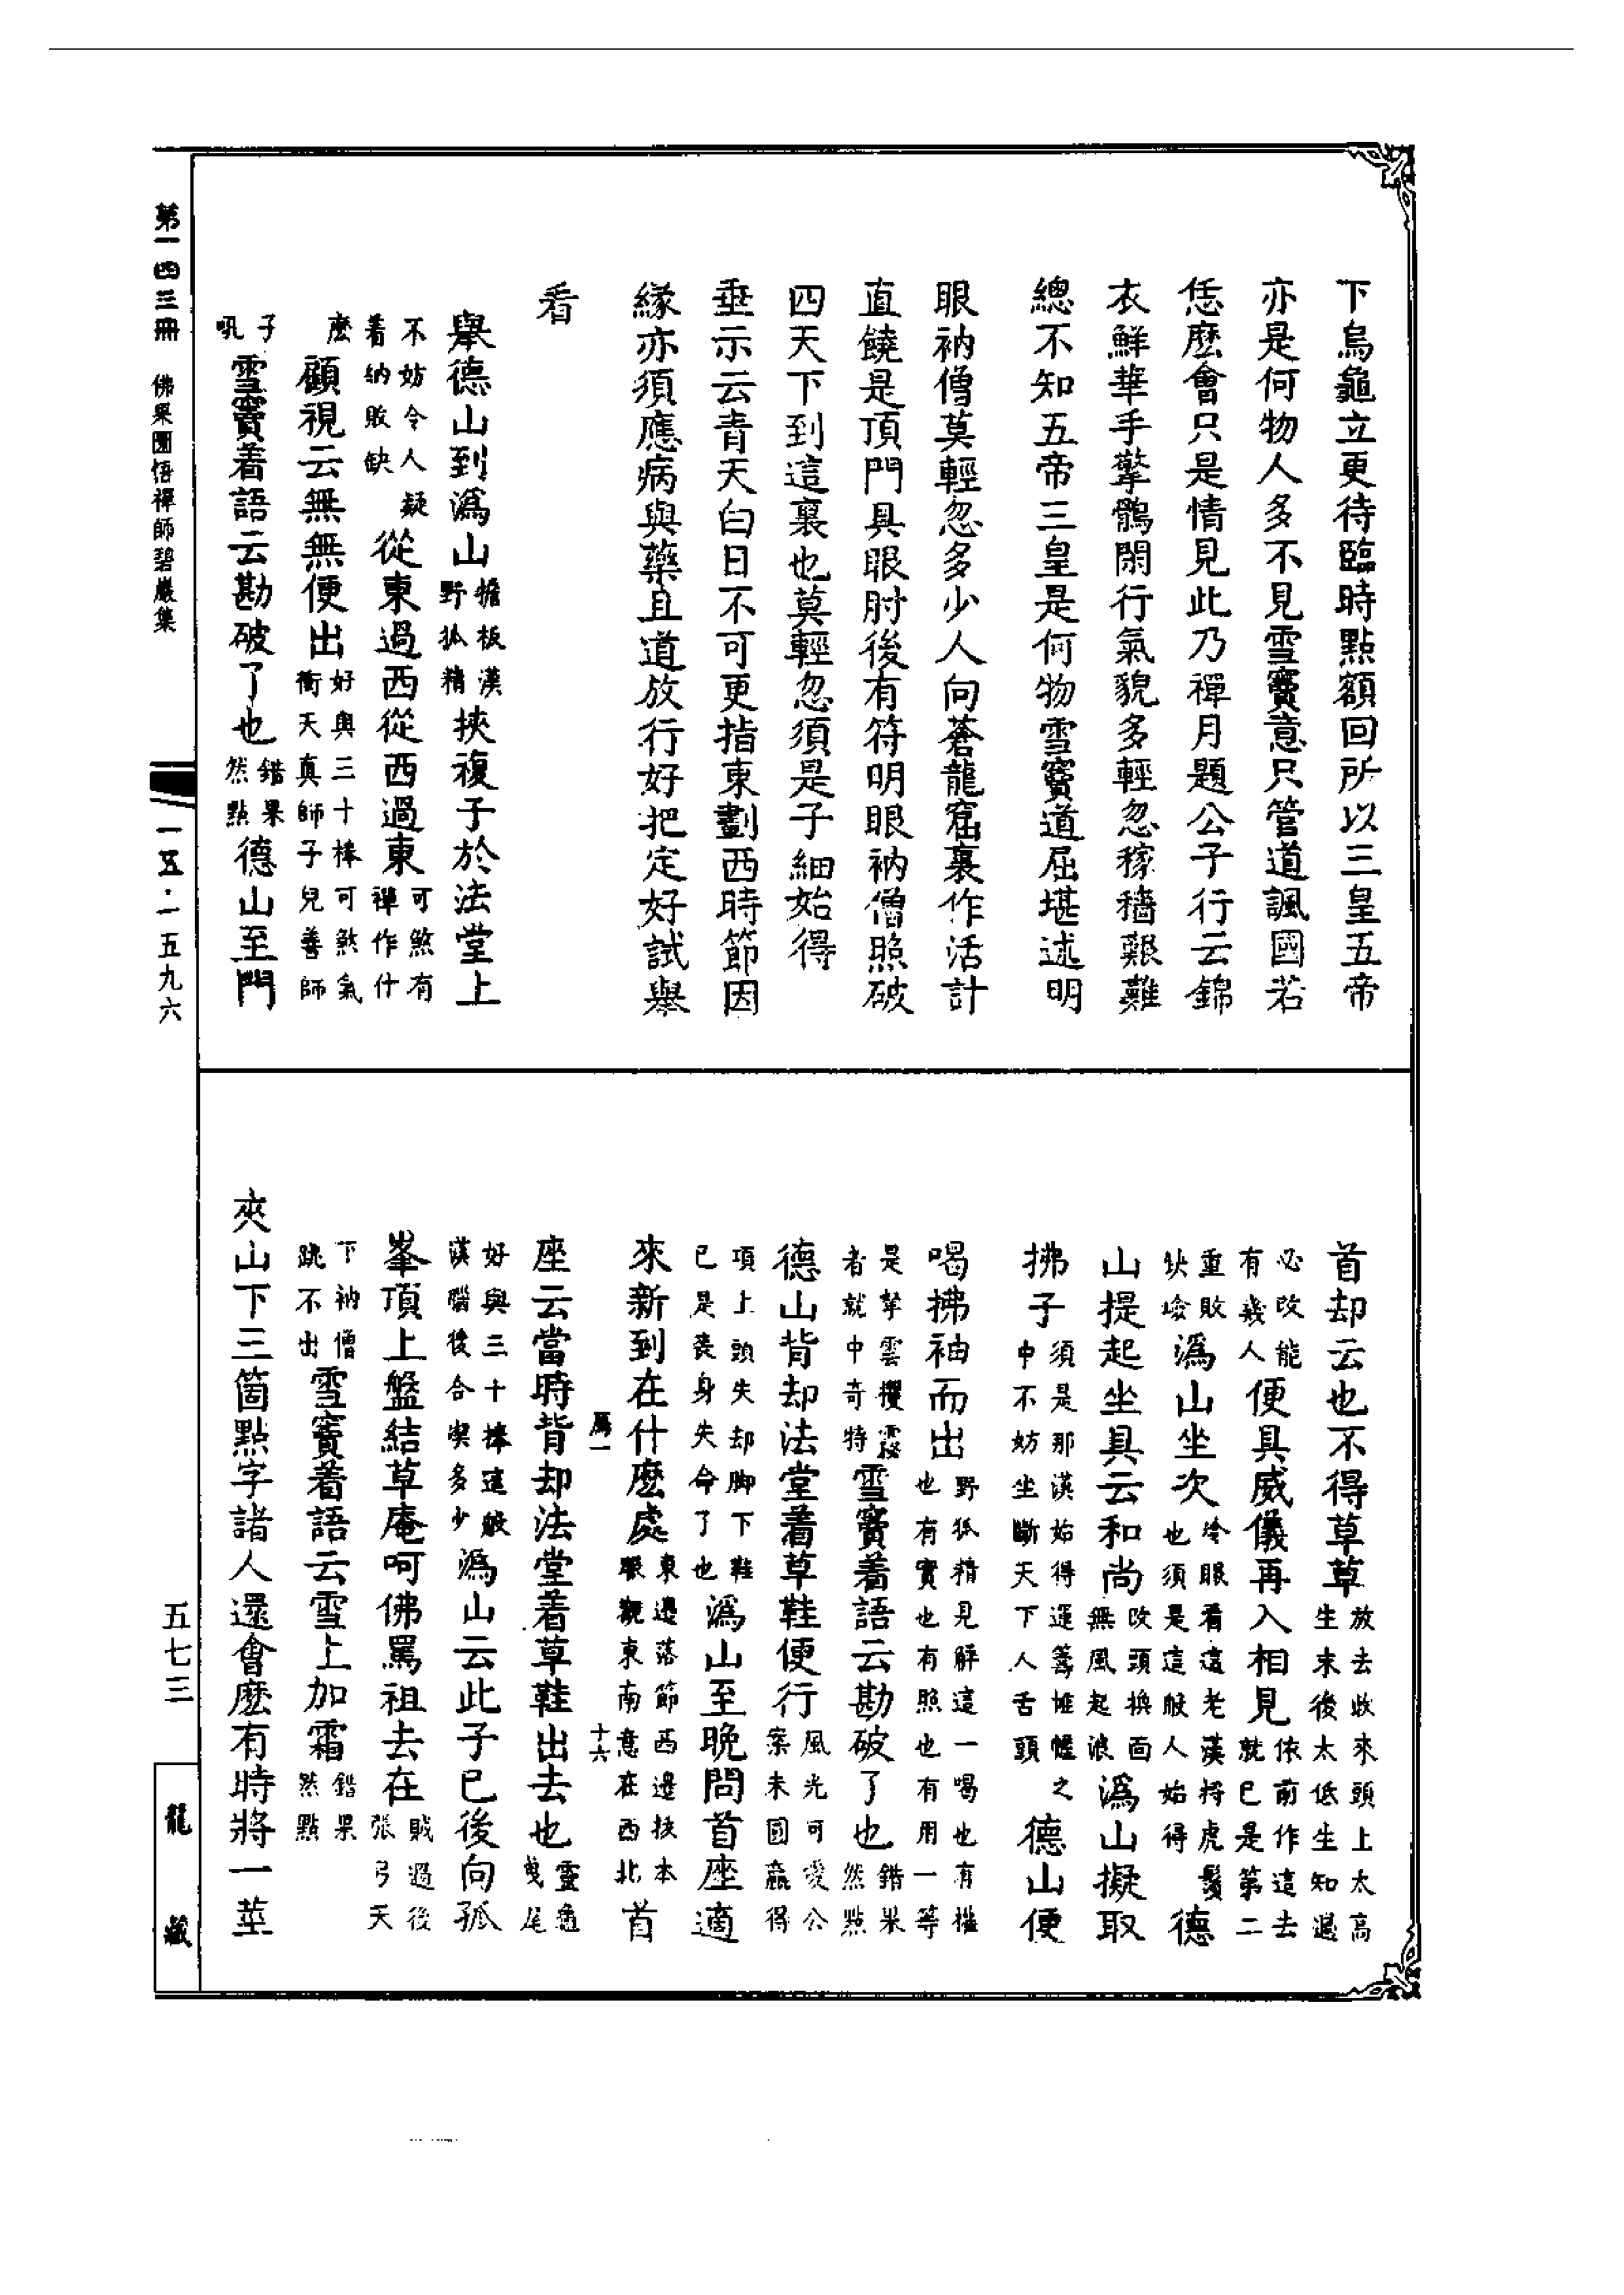 下烏龜立更待臨時點額回所以三皇五帝
亦是何物人多不見雪竇意只管道諷國若
恁麽會只是情見此乃禪月題公子行云錦
衣鮮華手擎鶻閑行氣貌多輕忽稼穡艱難
總不知五帝三皇是何物雪竇道屈堪述明
眼衲僧莫輕忽多少人向蒼龍窟裏作活計
直饒是頂門具眼肘後有符明眼衲僧照破
四天下到這裏也莫輕忽須是子細始得
垂示云青天白日不可更指東劃西時節因
緣亦須應病與藥且道放行好把定好試舉
看
舉德山到潙山擔板漢野狐精挾複子於法堂上
不妨令人疑着納敗缺從東過西從西過東可煞有禪作什
麽顧視云無無便出好與三十棒可煞氣衝天真師子兒善師
子吼雪竇着語云勘破了也錯果然點德山至門
首却云也不得草草放去收來頭上太高生末後太低生知過
必改能有幾人便具威儀再入相見依前作這去就已是第二
重敗缺嶮潙山坐次冷眼看這老漢捋虎鬚也須是這般人始得德
山提起坐具云和尚改頭換面無風起浪潙山擬取
拂子須是那漢始得運籌帷幄之中不妨坐斷天下人舌頭德山便
喝拂袖而出野狐精見解這一喝也有權也有實也有照也有用一等
是拏雲攫霧者就中奇特雪竇着語云勘破了也錯果然點
德山背却法堂着草鞋便行風光可愛公案未圓贏得
項上頭失却脚下鞋已是喪身失命了也潙山至晚問首座適
來新到在什麽處東邊落節西邊拔本眼觀東南意在西北首
座云當時背却法堂着草鞋出去也靈龜曳尾
好與三十棒這般漢腦後合喫多少潙山云此子已後向孤
峯頂上盤結草庵呵佛罵祖去在賊過後張弓天
下衲僧跳不出雪竇着語云雪上加霜錯果然點
夾山下三箇點字諸人還會麽有時將一莖
第一四三冊　佛果圜悟禪師碧巖集
一五·一五九六
五七三
龍藏
十六